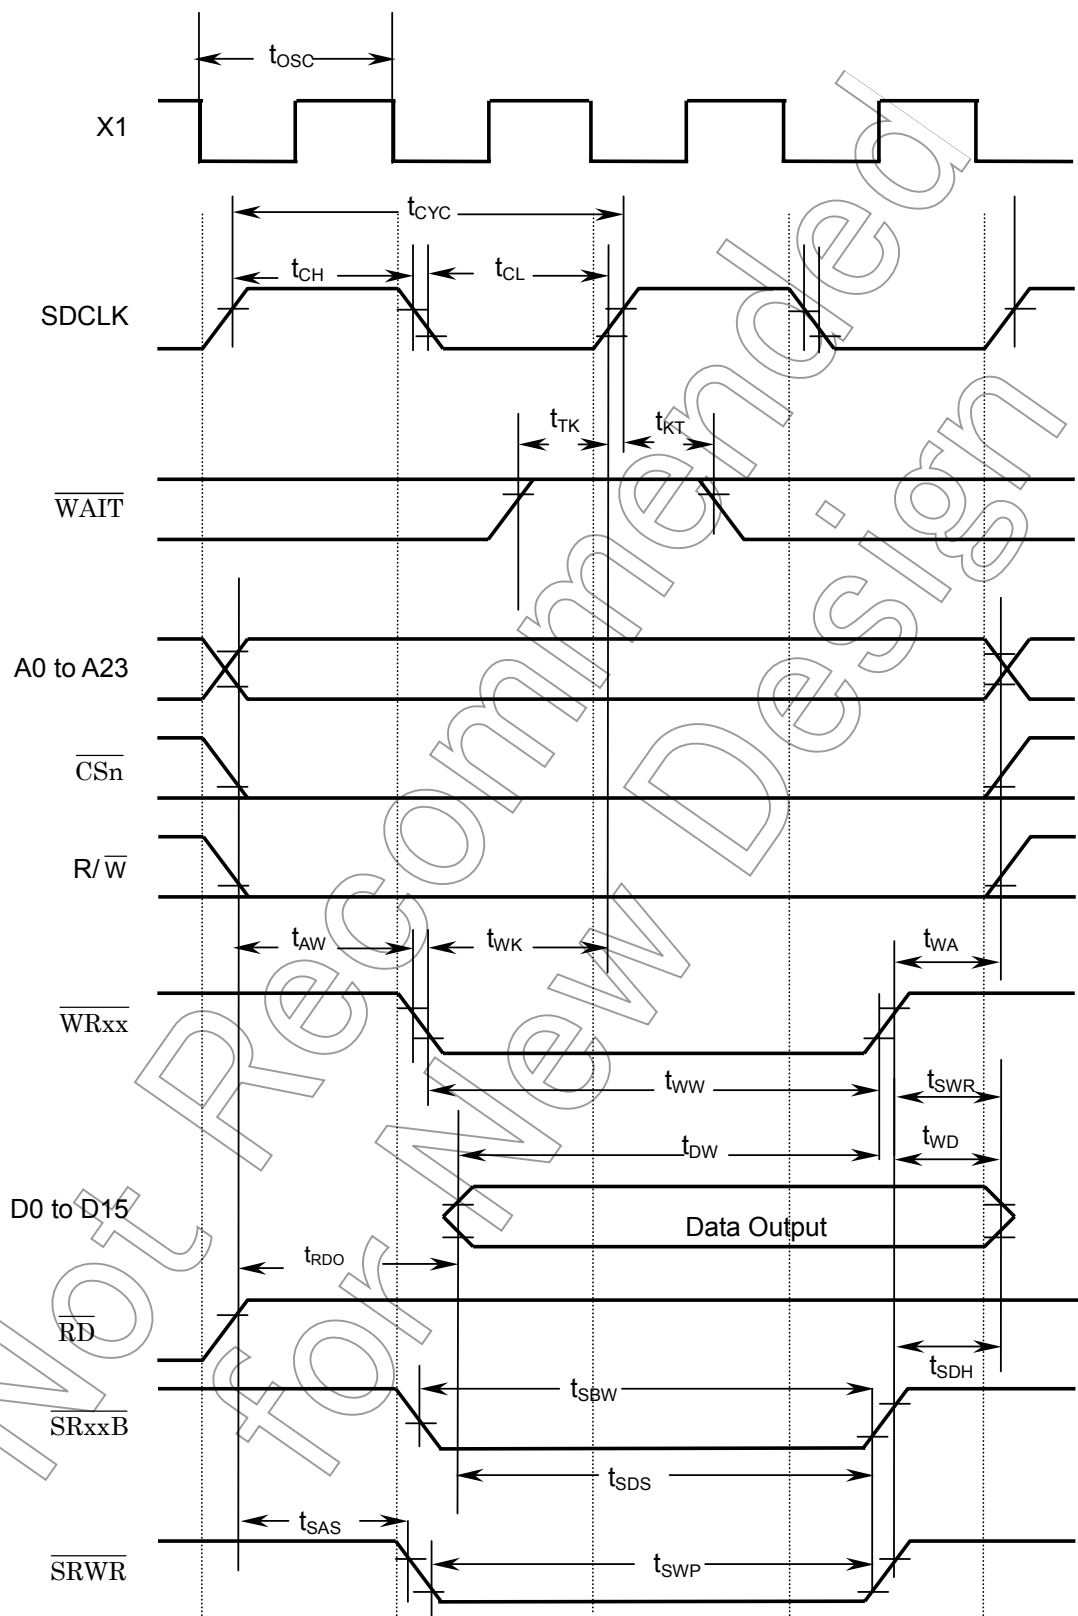 tOSC
X1
tCYC
tCH
tCL
SDCLK
tTK
tKT
WAIT
A0 to A23
CSn
R/W
tAW
tWK
tWA
WRxx
tWW
tSWR
tDW
tWD
D0 to D15
Data Output
tRDO
RD
tSDH
tSBW
SRxxB
tSDS
tSAS
tSWP
SRWR
Not Recommended
for New Design